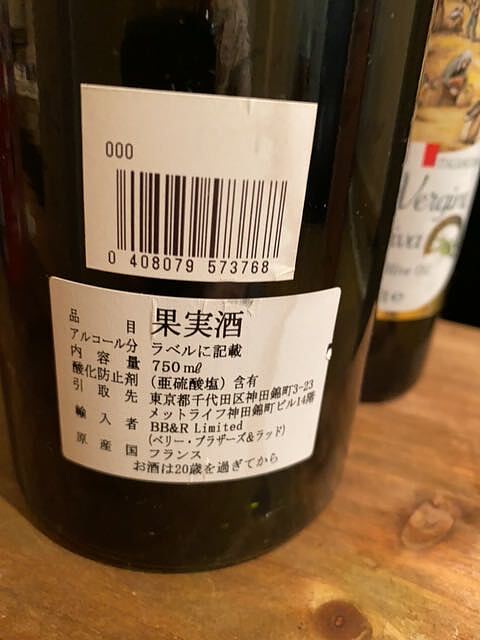 000
0 408079 573768
品 目 果実酒
アルコール分 ラベルに記載
内容量 750mℓ
酸化防止剤 (亜硫酸塩)含有
引取先 東京都千代田区神田錦町3-23
メットライフ神田錦町ビル14階
輸入者 BB&R Limited
(ベリー・ブラザーズ&ラッド)
原産国 フランス
お酒は20歳を過ぎてから